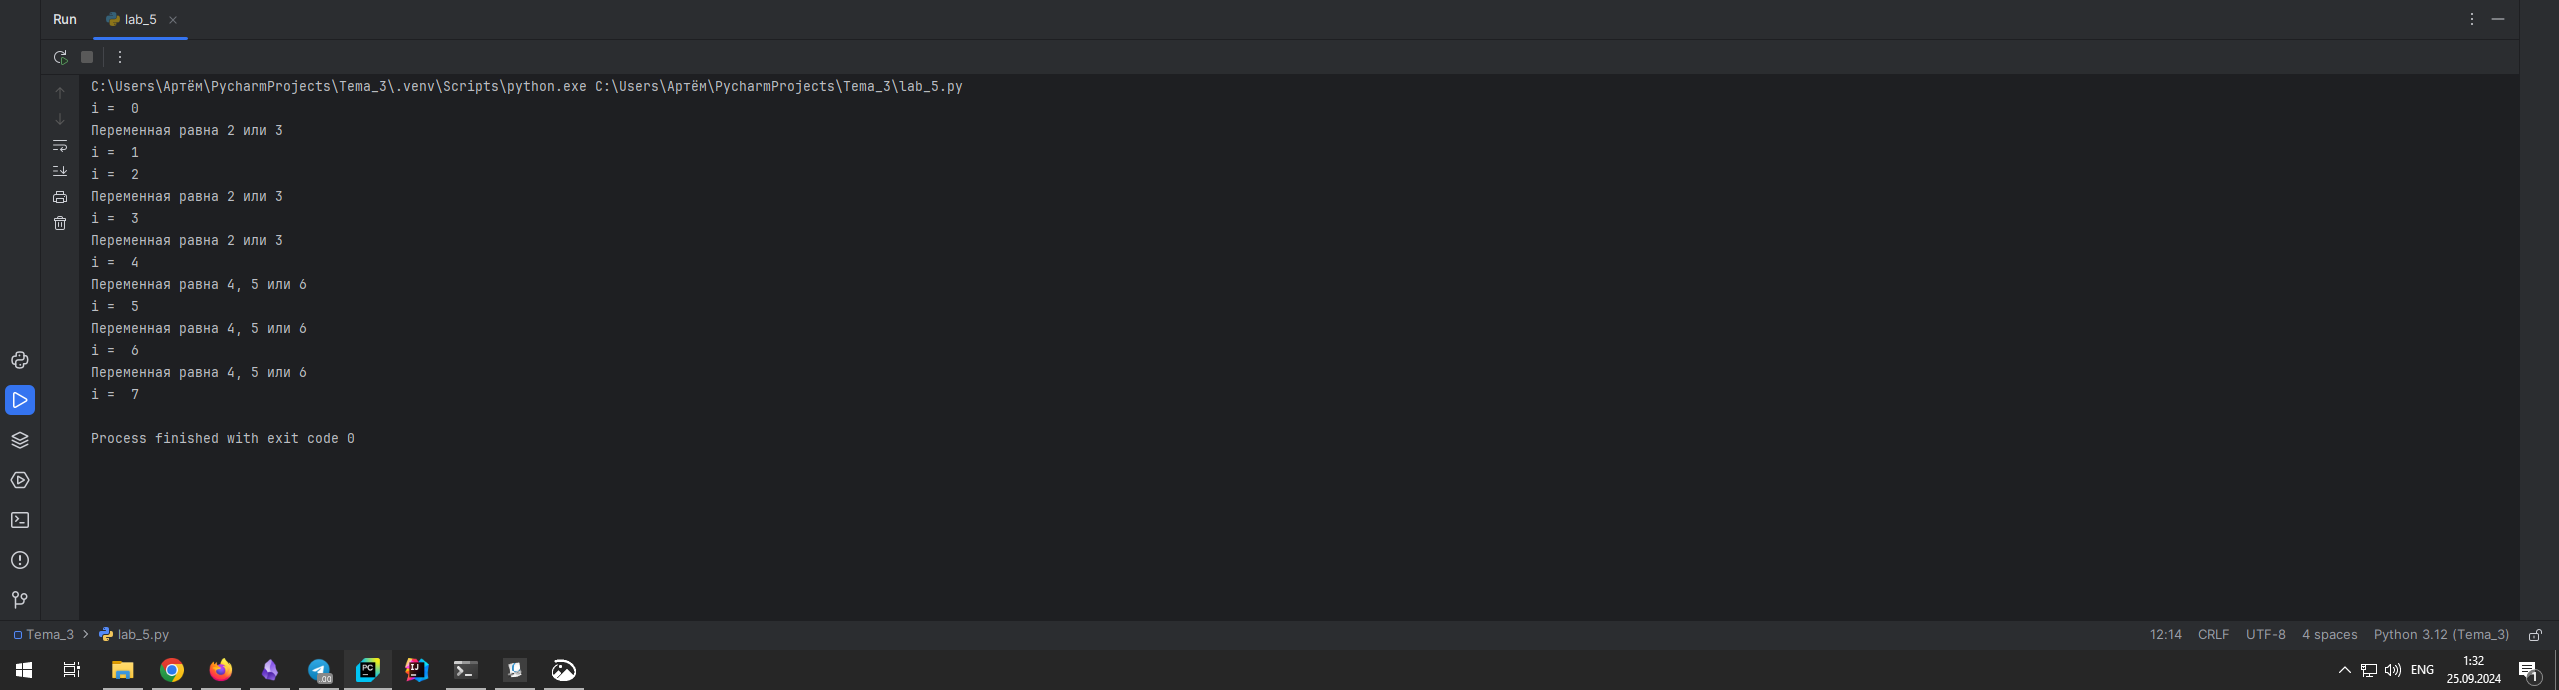 Run lab_5
C:\Users\Артём\PycharmProjects\Tema_3\.venv\Scripts\python.exe C:\Users\Артём\PycharmProjects\Tema_3\lab_5.py
i =  0
Переменная равна 2 или 3
i =  1
i =  2
Переменная равна 2 или 3
i =  3
Переменная равна 2 или 3
i =  4
Переменная равна 4, 5 или 6
i =  5
Переменная равна 4, 5 или 6
i =  6
Переменная равна 4, 5 или 6
i =  7
Process finished with exit code 0
Tema_3 > lab_5.py 12:14 CRLF UTF-8 4 spaces Python 3.12 (Tema_3)
PC IJ ENG 1:32
25.09.2024 1